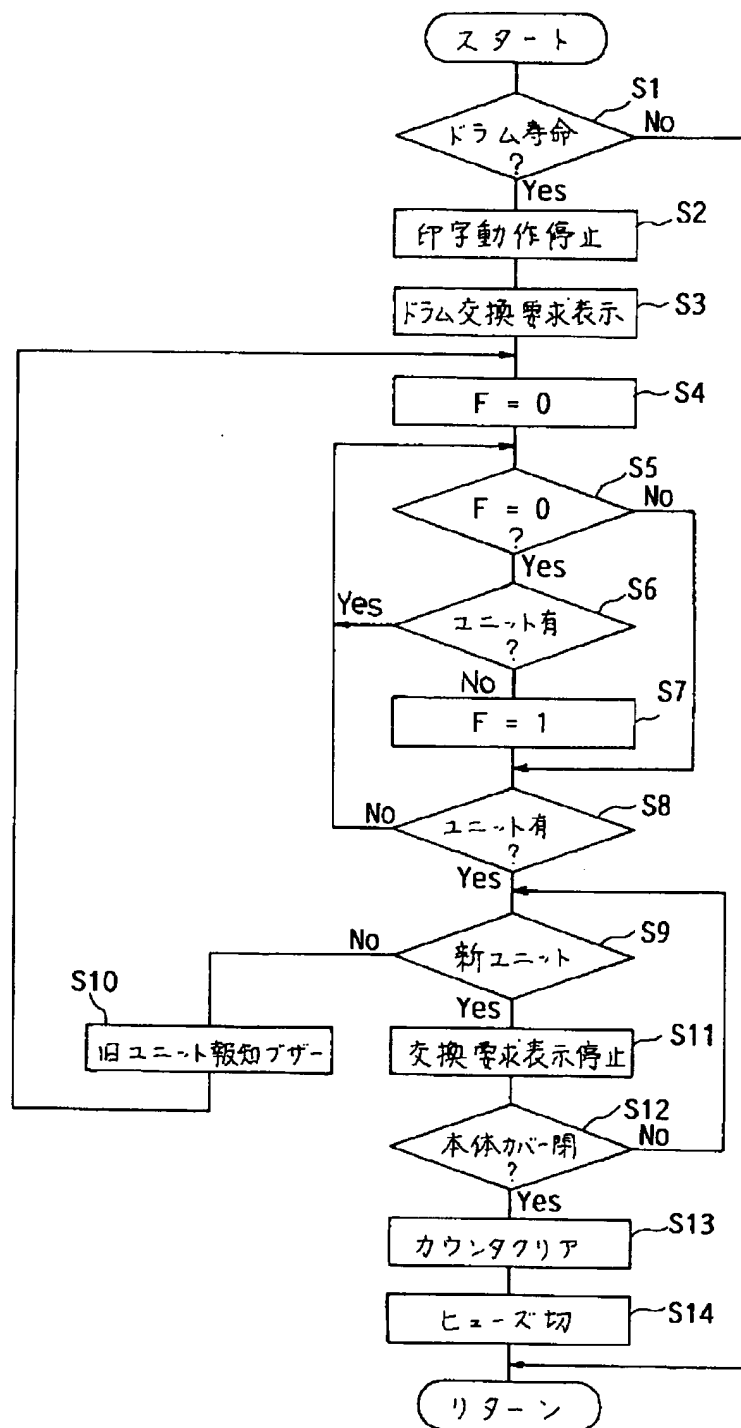 スタート
S1
ドラム寿命
?
No
Yes
S2
印字動作停止
S3
ドラム交換要求表示
S4
F = 0
S5
F = 0
?
No
Yes
S6
ユニット有
?
Yes
No
S7
F = 1
S8
ユニット有
?
No
Yes
S9
新ユニット
No
Yes
S10
旧ユニット報知ブザー
S11
交換要求表示停止
S12
本体カバー閉
?
No
Yes
S13
カウンタクリア
S14
ヒューズ切
リターン